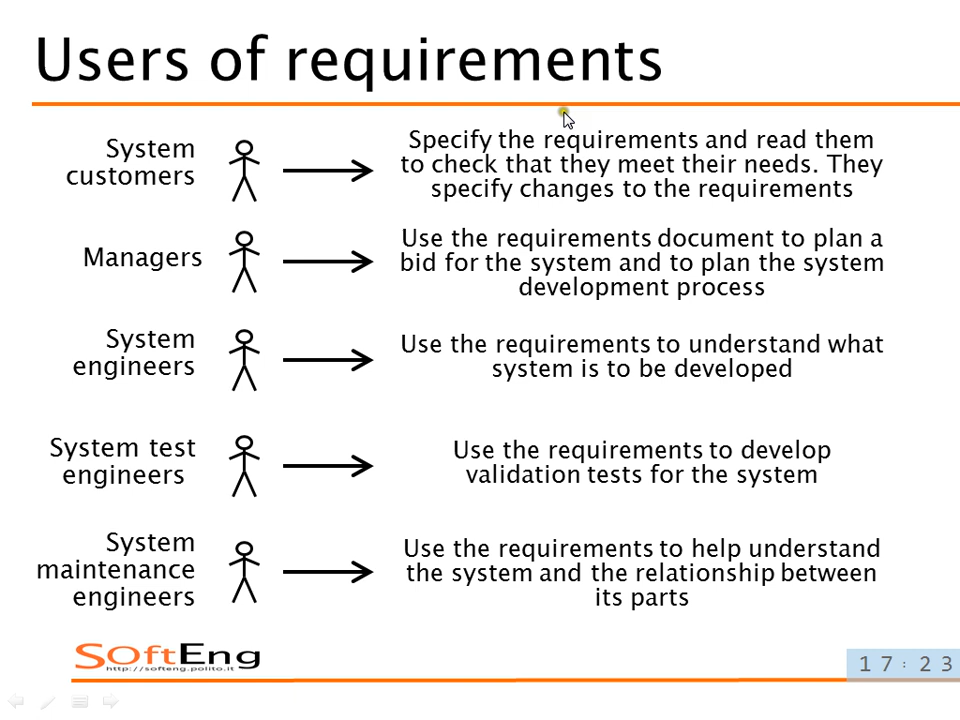 Users of requirements
System
customers
Specify the requirements and read them
to check that they meet their needs. They
specify changes to the requirements
Managers
Use the requirements document to plan a
bid for the system and to plan the system
development process
System
engineers
Use the requirements to understand what
system is to be developed
System test
engineers
Use the requirements to develop
validation tests for the system
System
maintenance
engineers
Use the requirements to help understand
the system and the relationship between
its parts
SOftEng
http://softeng.polito.it
17:23